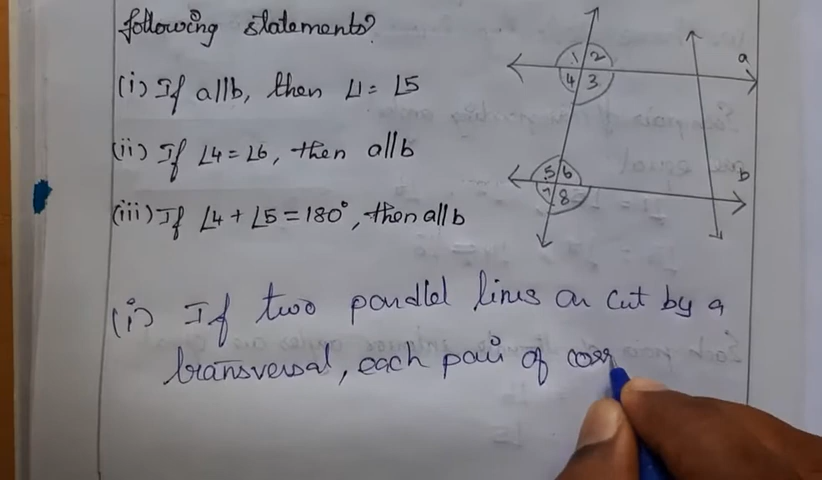 following statements?
(i) If a||b, then ∠1 = ∠5
(ii) If ∠4 = ∠6, then a||b
(iii) If ∠4 + ∠5 = 180°, then a||b
1 2
4 3
a
5 6
7 8
b
(i) If two parallel lines are cut by a
transversal, each pair of corr